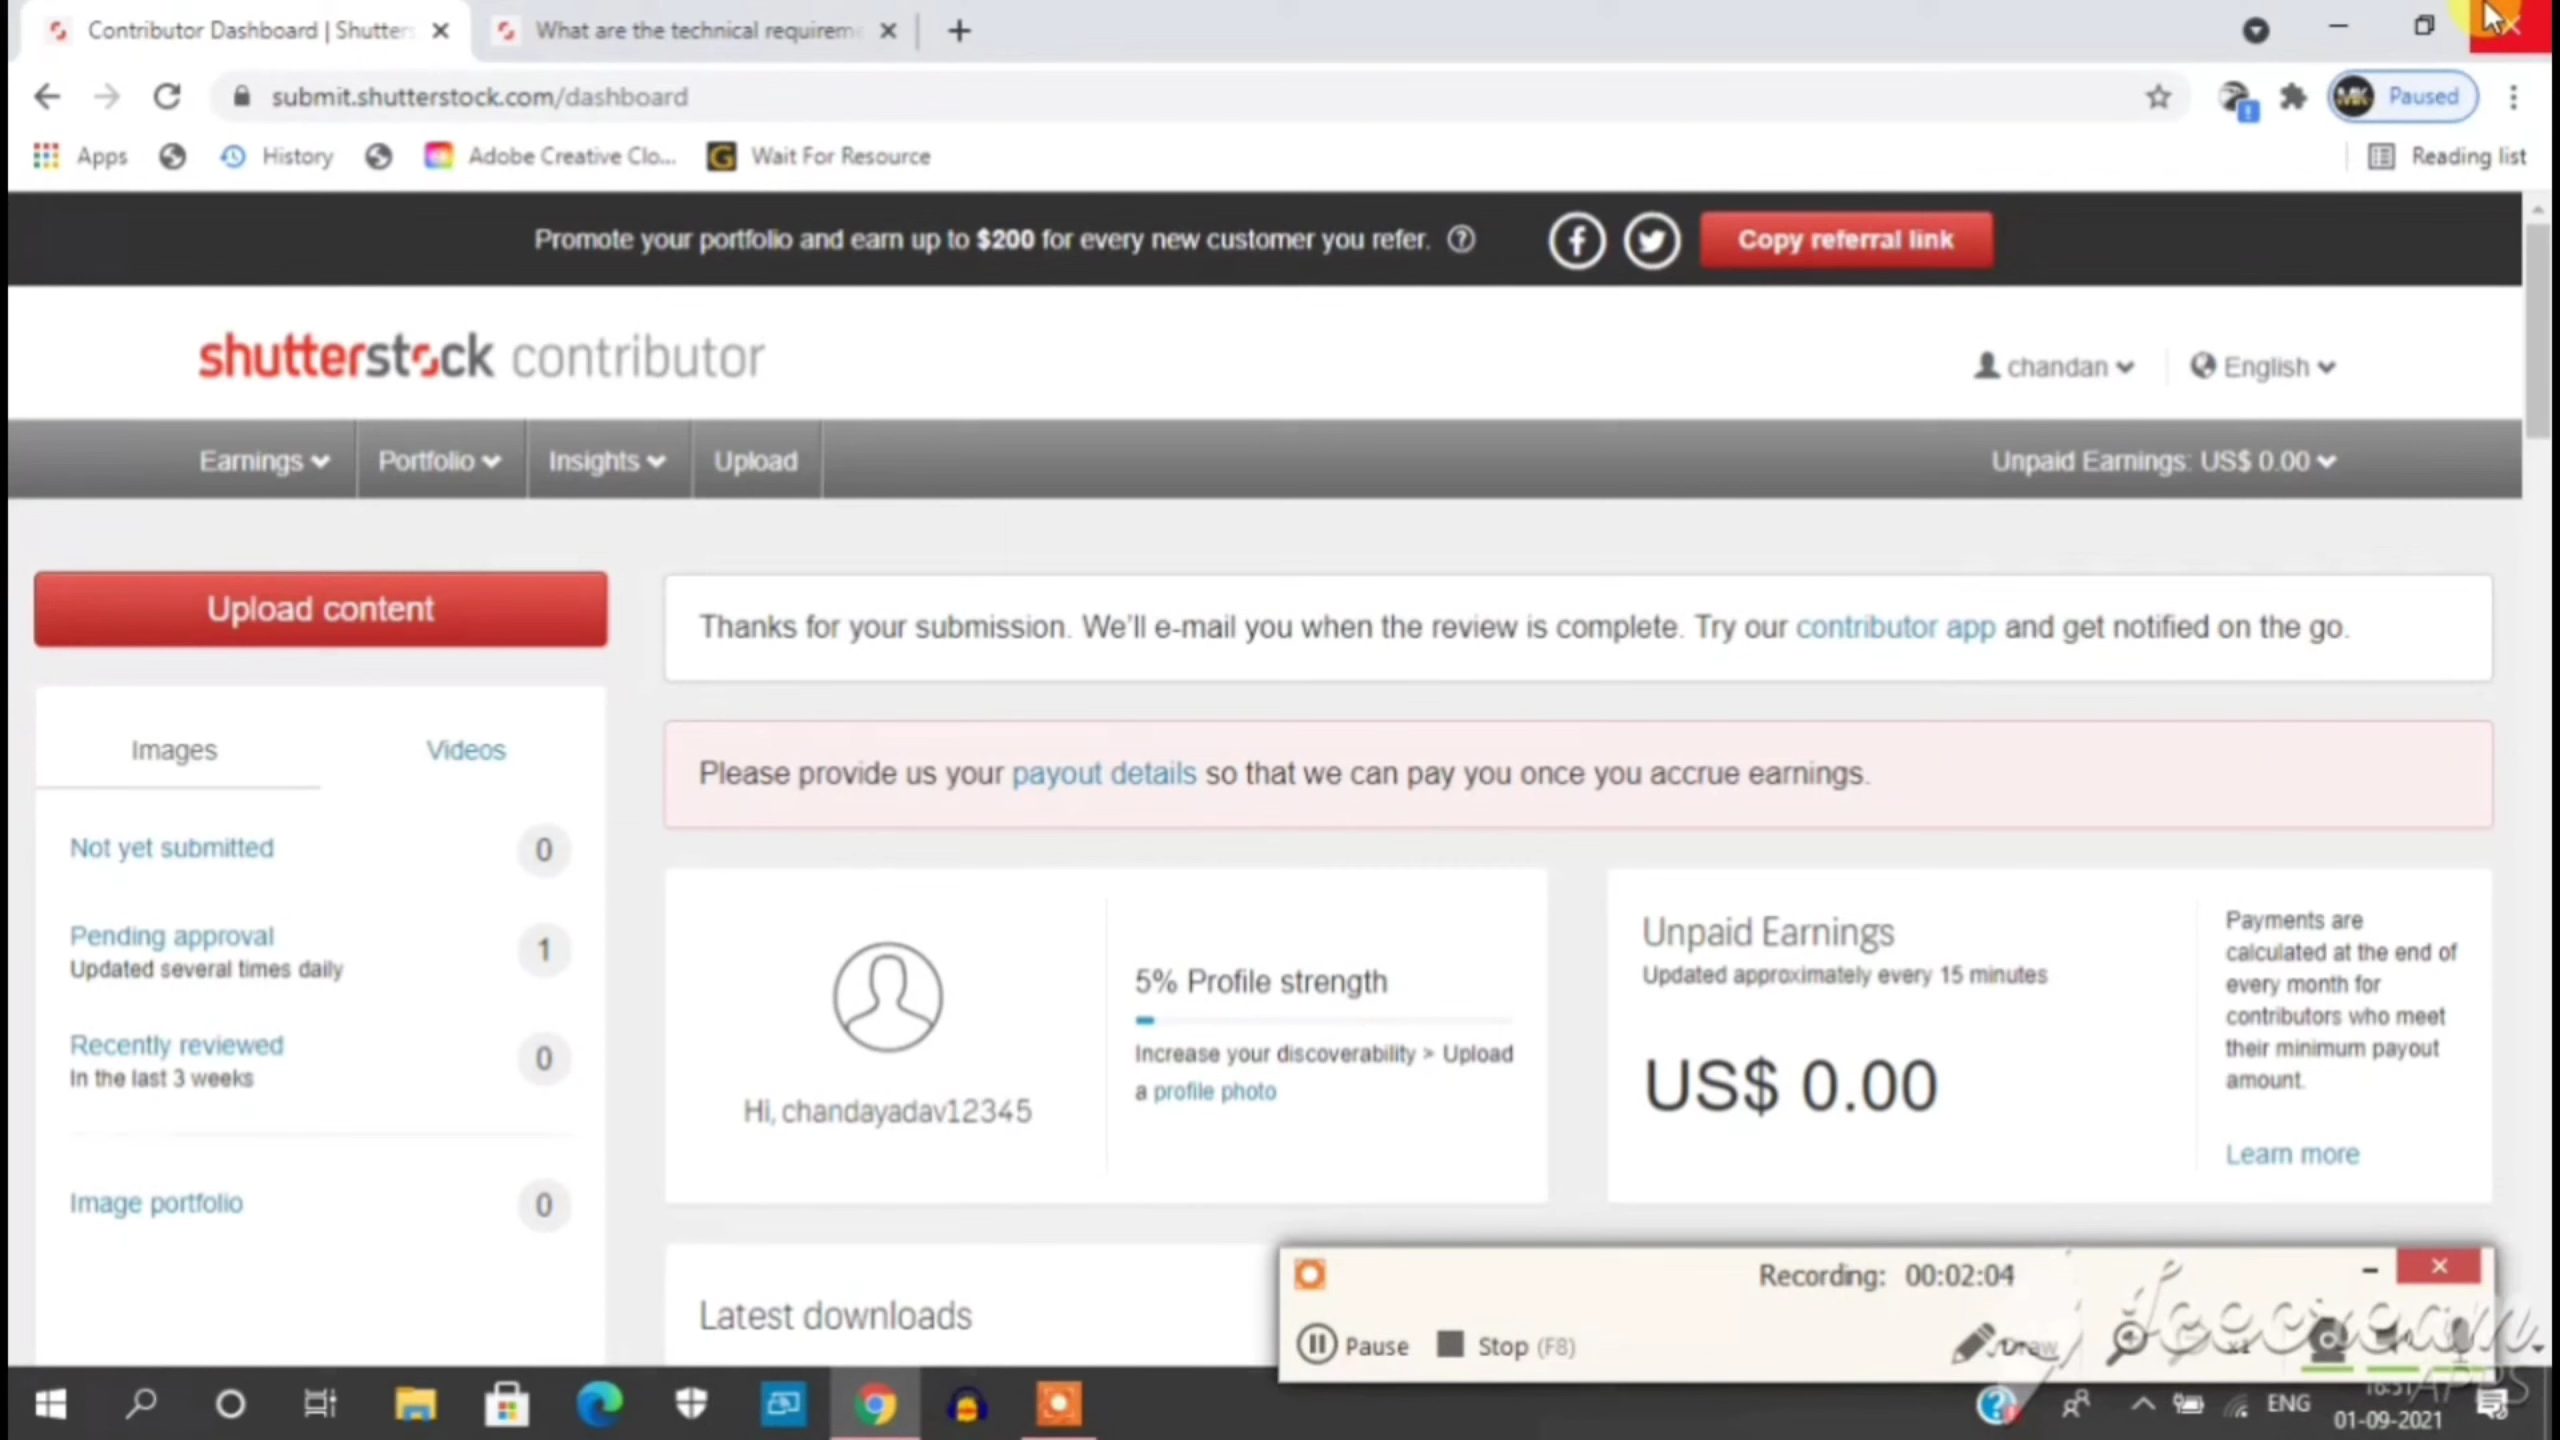 Contributor Dashboard | Shutters
What are the technical requirem
submit.shutterstock.com/dashboard
Paused
Apps
History
Adobe Creative Clo...
Wait For Resource
Reading list
Promote your portfolio and earn up to $200 for every new customer you refer.
Copy referral link
shutterstock contributor
chandan
English
Earnings
Portfolio
Insights
Upload
Unpaid Earnings: US$ 0.00
Upload content
Thanks for your submission. We'll e-mail you when the review is complete. Try our contributor app and get notified on the go.
Images
Videos
Please provide us your payout details so that we can pay you once you accrue earnings.
Not yet submitted 0
Pending approval 1
Updated several times daily
Recently reviewed 0
In the last 3 weeks
Image portfolio 0
Hi, chandayadav12345
5% Profile strength
Increase your discoverability > Upload
a profile photo
Unpaid Earnings
Updated approximately every 15 minutes
US$ 0.00
Payments are
calculated at the end of
every month for
contributors who meet
their minimum payout
amount.
Learn more
Latest downloads
Recording: 00:02:04
Pause
Stop (F8)
Draw
Icecream
APPS
ENG
01-09-2021